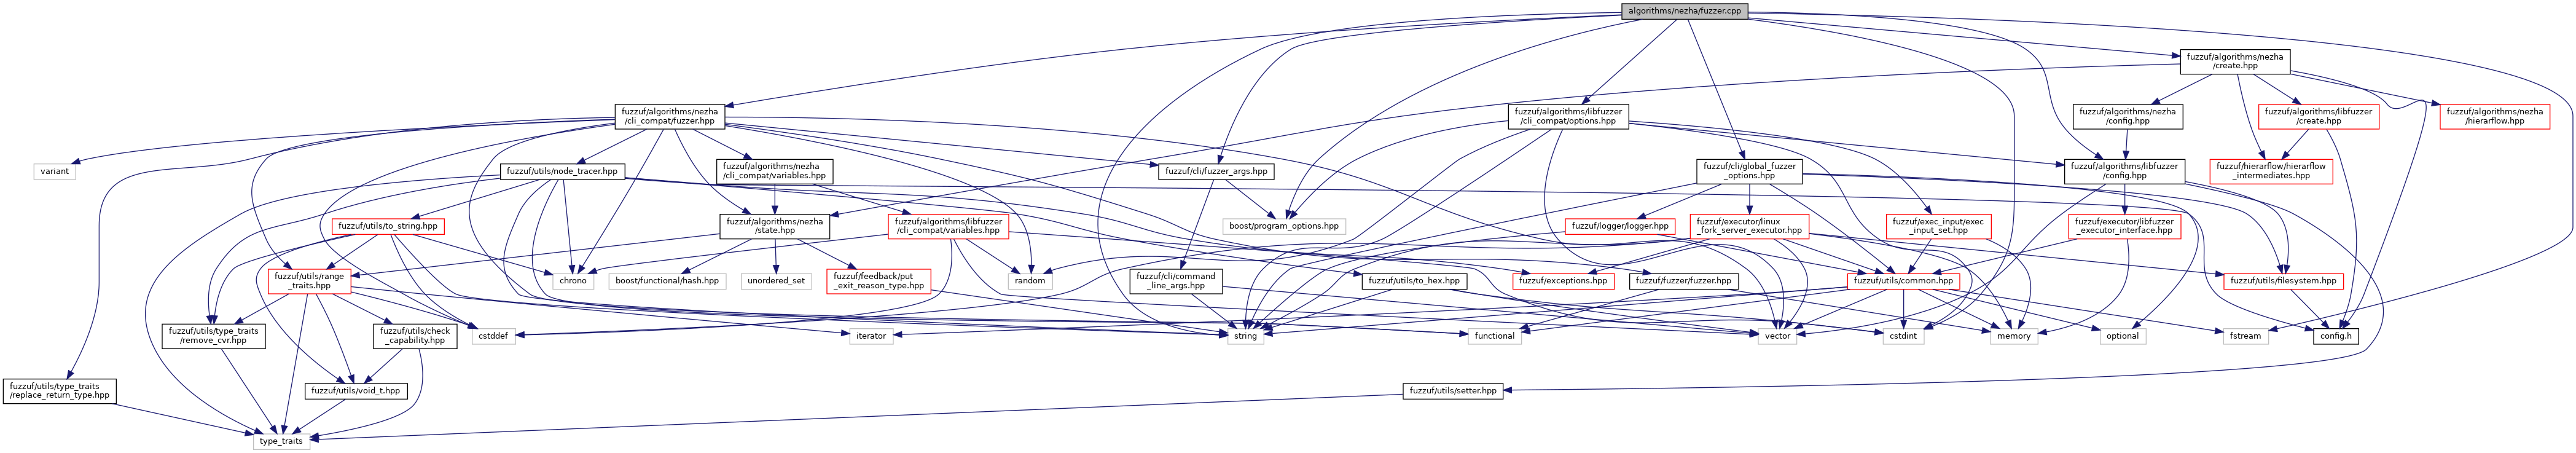 algorithms/nezha/fuzzer.cpp
fuzzuf/algorithms/nezha
/create.hpp
fuzzuf/algorithms/nezha
/cli_compat/fuzzer.hpp
fuzzuf/algorithms/libfuzzer
/cli_compat/options.hpp
fuzzuf/algorithms/nezha
/config.hpp
fuzzuf/algorithms/libfuzzer
/create.hpp
fuzzuf/algorithms/nezha
/hierarflow.hpp
variant
fuzzuf/utils/node_tracer.hpp
fuzzuf/algorithms/nezha
/cli_compat/variables.hpp
fuzzuf/cli/fuzzer_args.hpp
fuzzuf/cli/global_fuzzer
_options.hpp
fuzzuf/algorithms/libfuzzer
/config.hpp
fuzzuf/hierarflow/hierarflow
_intermediates.hpp
fuzzuf/utils/to_string.hpp
fuzzuf/algorithms/nezha
/state.hpp
fuzzuf/algorithms/libfuzzer
/cli_compat/variables.hpp
boost/program_options.hpp
fuzzuf/logger/logger.hpp
fuzzuf/executor/linux
_fork_server_executor.hpp
fuzzuf/exec_input/exec
_input_set.hpp
fuzzuf/executor/libfuzzer
_executor_interface.hpp
fuzzuf/utils/range
_traits.hpp
chrono
boost/functional/hash.hpp
unordered_set
fuzzuf/feedback/put
_exit_reason_type.hpp
random
fuzzuf/cli/command
_line_args.hpp
fuzzuf/utils/to_hex.hpp
fuzzuf/exceptions.hpp
fuzzuf/fuzzer/fuzzer.hpp
fuzzuf/utils/common.hpp
fuzzuf/utils/filesystem.hpp
fuzzuf/utils/type_traits
/remove_cvr.hpp
fuzzuf/utils/check
_capability.hpp
cstddef
iterator
string
functional
vector
cstdint
memory
optional
fstream
config.h
fuzzuf/utils/type_traits
/replace_return_type.hpp
fuzzuf/utils/void_t.hpp
fuzzuf/utils/setter.hpp
type_traits